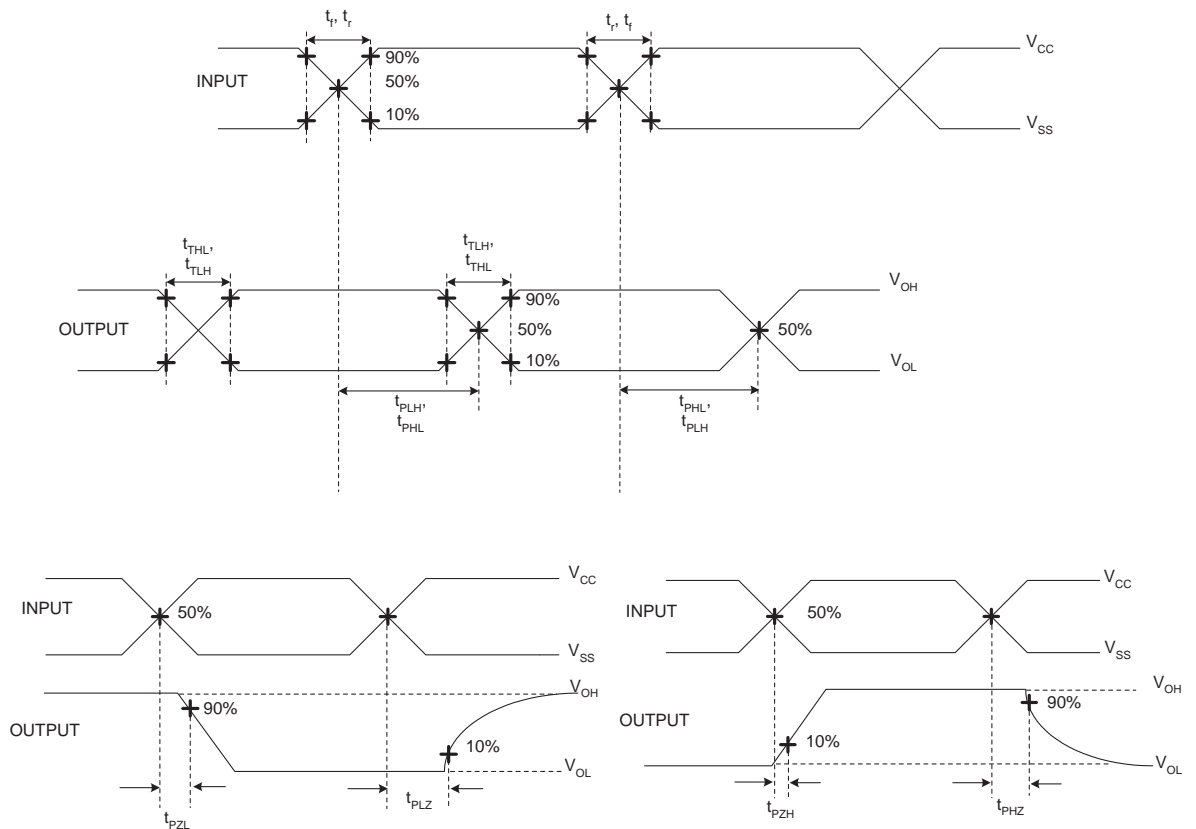 tf, tr
tr, tf
VCC
90%
INPUT
50%
10%
VSS
tTHL,
tTLH
tTLH,
tTHL
VOH
90%
OUTPUT
50%
50%
10%
VOL
tPLH,
tPHL
tPHL,
tPLH
VCC
INPUT
50%
VSS
VOH
90%
OUTPUT
10%
VOL
tPZL
tPLZ
VCC
INPUT
50%
VSS
VOH
90%
OUTPUT
10%
VOL
tPZH
tPHZ